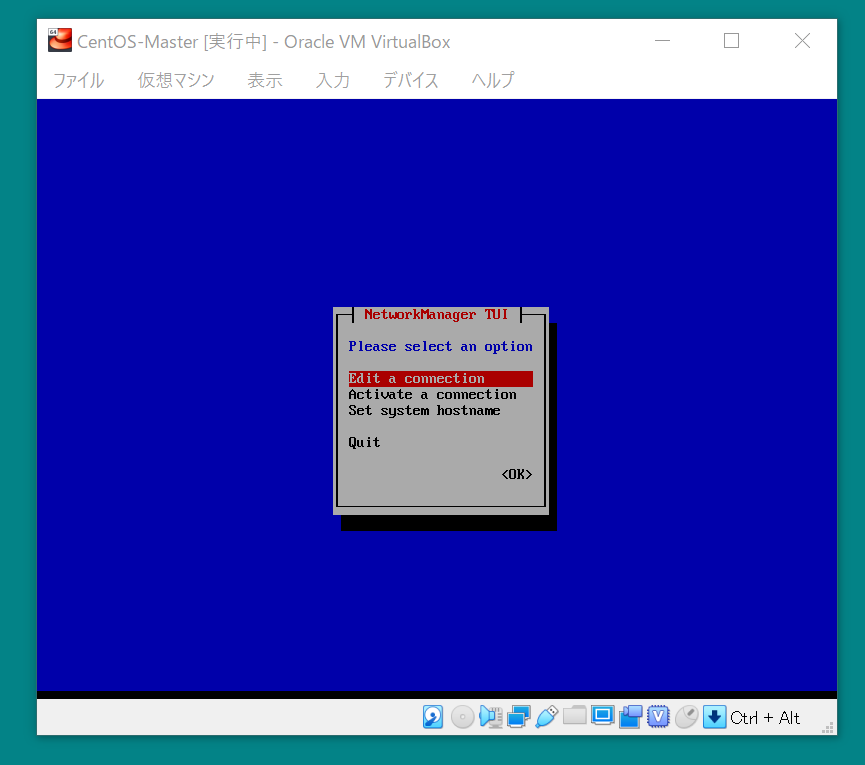 64
CentOS-Master [実行中] - Oracle VM VirtualBox
ファイル 仮想マシン 表示 入力 デバイス ヘルプ
NetworkManager TUI
Please select an option
Edit a connection
Activate a connection
Set system hostname
Quit
<OK>
V
Ctrl + Alt